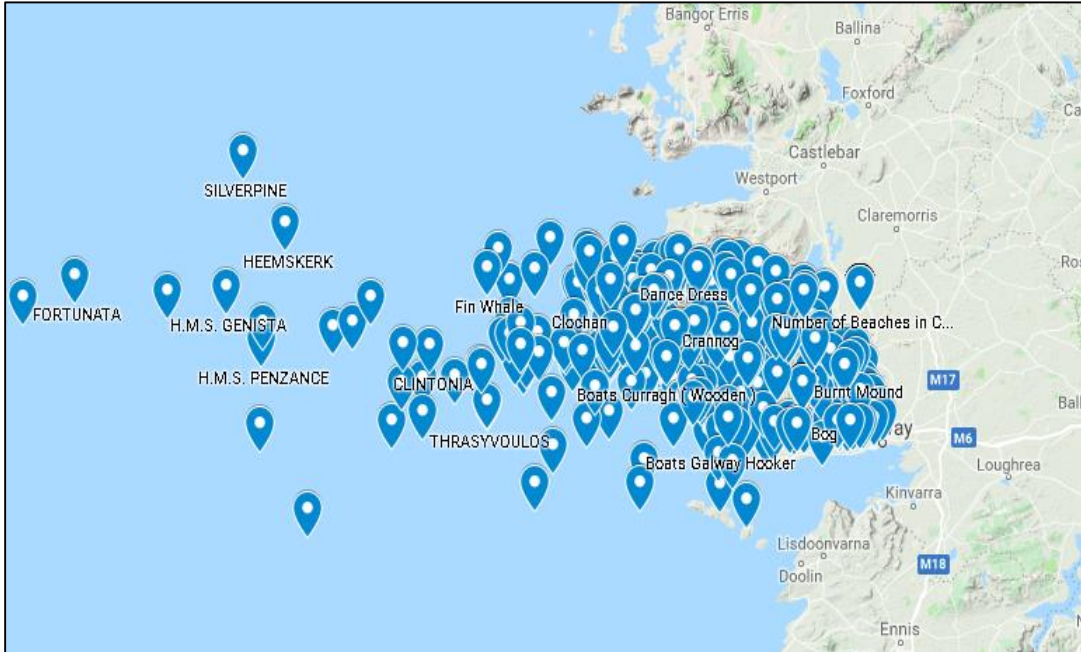 Bangor Erris
Ballina
Foxford
Castlebar
Westport
SILVERPINE
Claremorris
HEEMSKERK
FORTUNATA
H.M.S. GENISTA
Fin Whale
Dance Dress
Clochan
Number of Beaches in C...
Crannog
H.M.S. PENZANCE
CLINTONIA
Boats Curragh ( Wooden )
Burnt Mound
M17
THRASYVOULOS
Bog
M6
Boats Galway Hooker
Loughrea
Kinvarra
Lisdoonvarna
M18
Doolin
Ennis